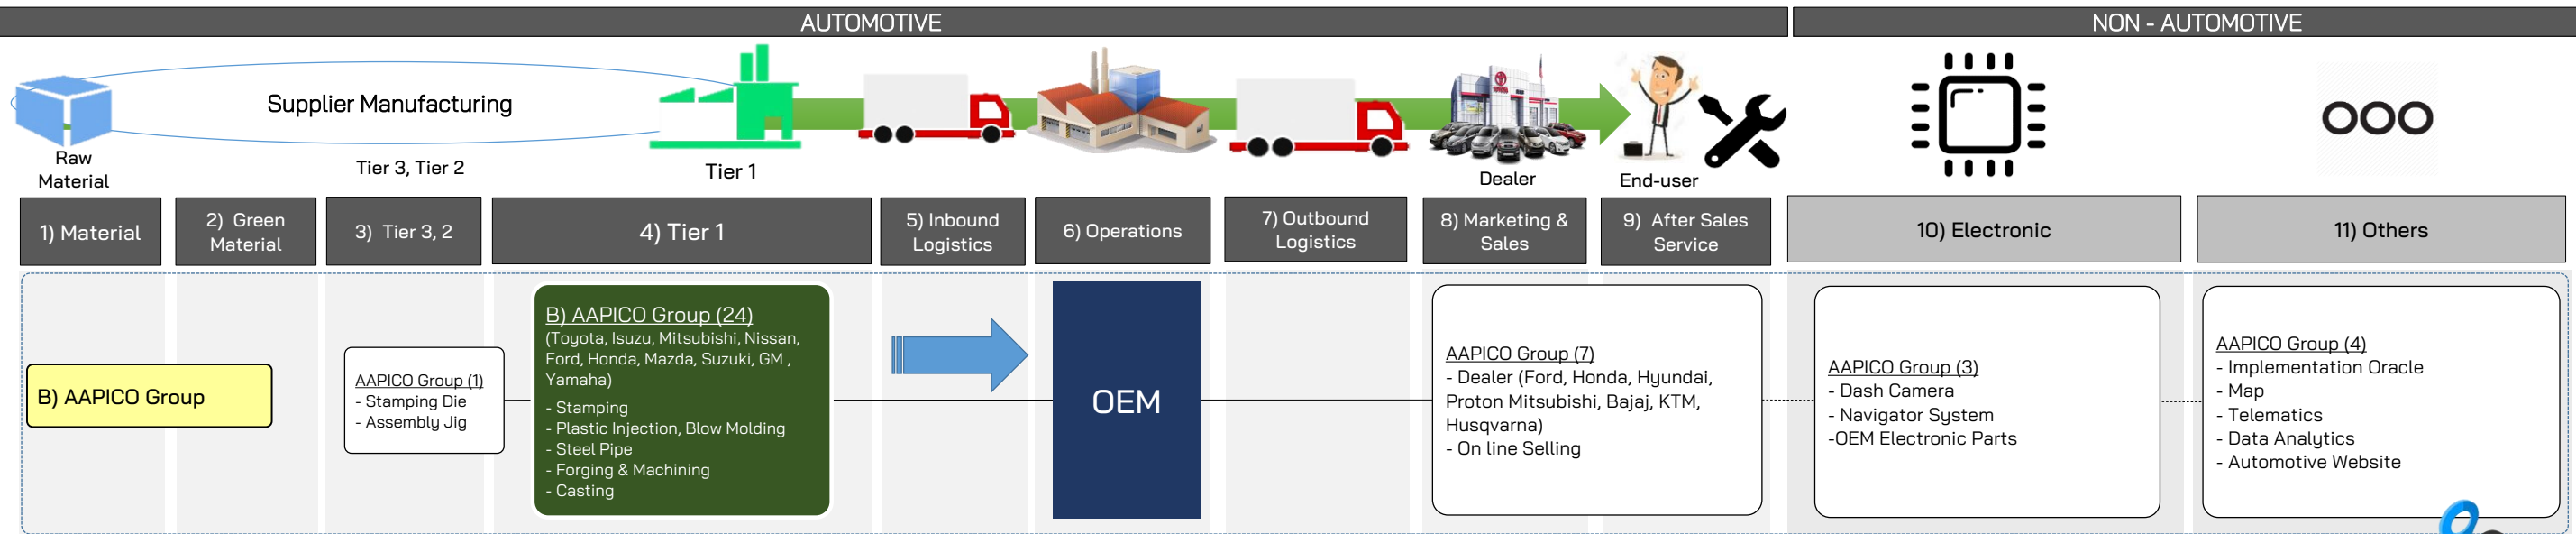 AUTOMOTIVE
NON - AUTOMOTIVE
Supplier Manufacturing
Raw
Material
Tier 3, Tier 2
Tier 1
TOYOTA
Dealer
End-user
1) Material
2) Green
Material
3) Tier 3, 2
4) Tier 1
5) Inbound
Logistics
6) Operations
7) Outbound
Logistics
8) Marketing &
Sales
9) After Sales
Service
10) Electronic
11) Others
B) AAPICO Group
AAPICO Group (1)
- Stamping Die
- Assembly Jig
B) AAPICO Group (24)
(Toyota, Isuzu, Mitsubishi, Nissan,
Ford, Honda, Mazda, Suzuki, GM ,
Yamaha)
- Stamping
- Plastic Injection, Blow Molding
- Steel Pipe
- Forging & Machining
- Casting
OEM
AAPICO Group (7)
- Dealer (Ford, Honda, Hyundai,
Proton Mitsubishi, Bajaj, KTM,
Husqvarna)
- On line Selling
AAPICO Group (3)
- Dash Camera
- Navigator System
-OEM Electronic Parts
AAPICO Group (4)
- Implementation Oracle
- Map
- Telematics
- Data Analytics
- Automotive Website